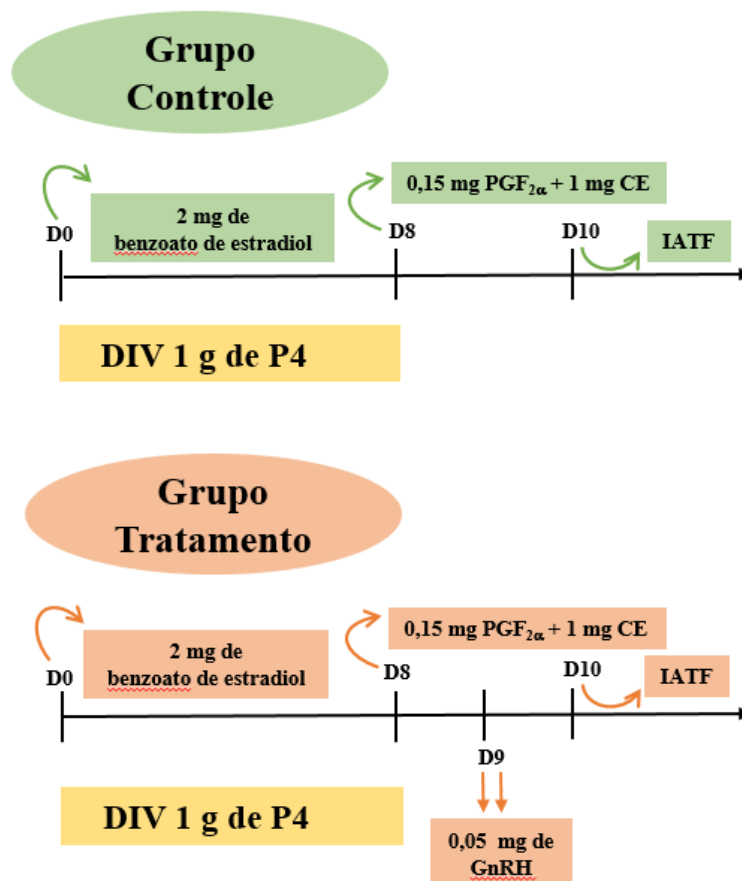 Grupo
Controle
0,15 mg PGF2α + 1 mg CE
2 mg de
benzoato de estradiol
D0
D8
D10
IATF
DIV 1 g de P4
Grupo
Tratamento
0,15 mg PGF2α + 1 mg CE
2 mg de
benzoato de estradiol
D0
D8
D10
IATF
D9
DIV 1 g de P4
0,05 mg de
GnRH